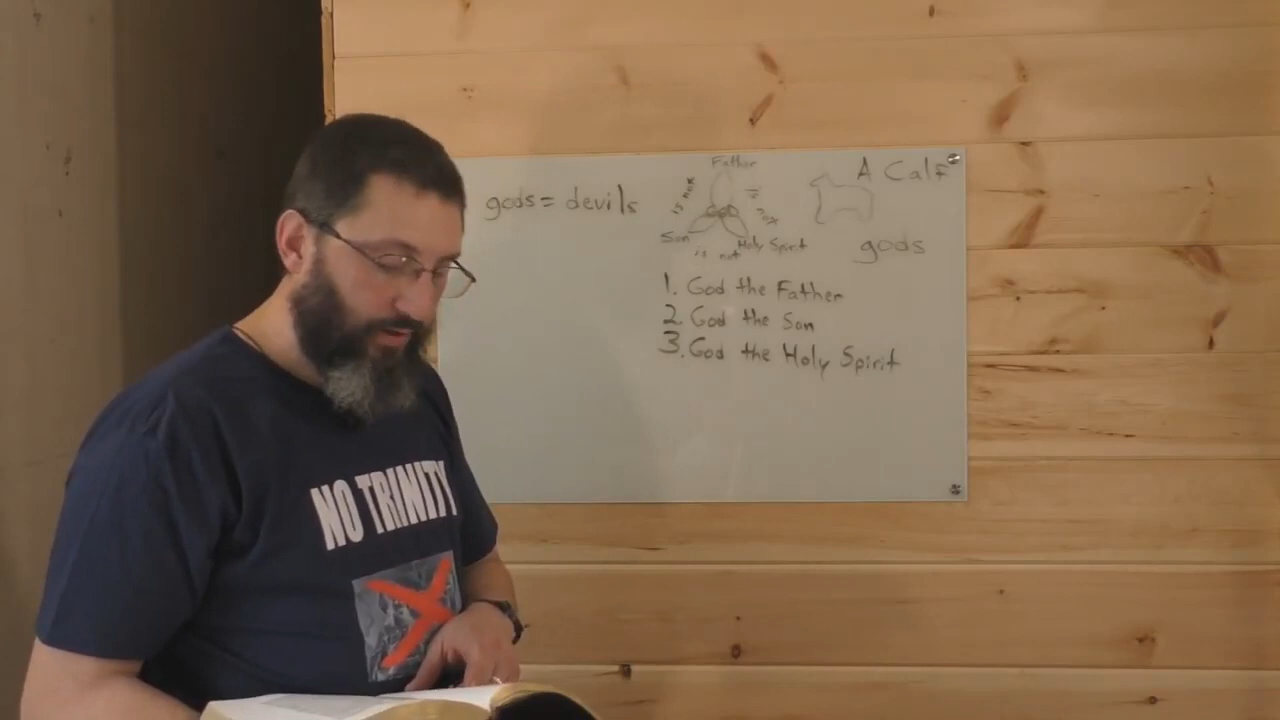 gods = devils
Father
is not
is not
Son
is not
Holy Spirit
A Calf
gods
1. God the Father
2. God the Son
3. God the Holy Spirit
NO TRINITY